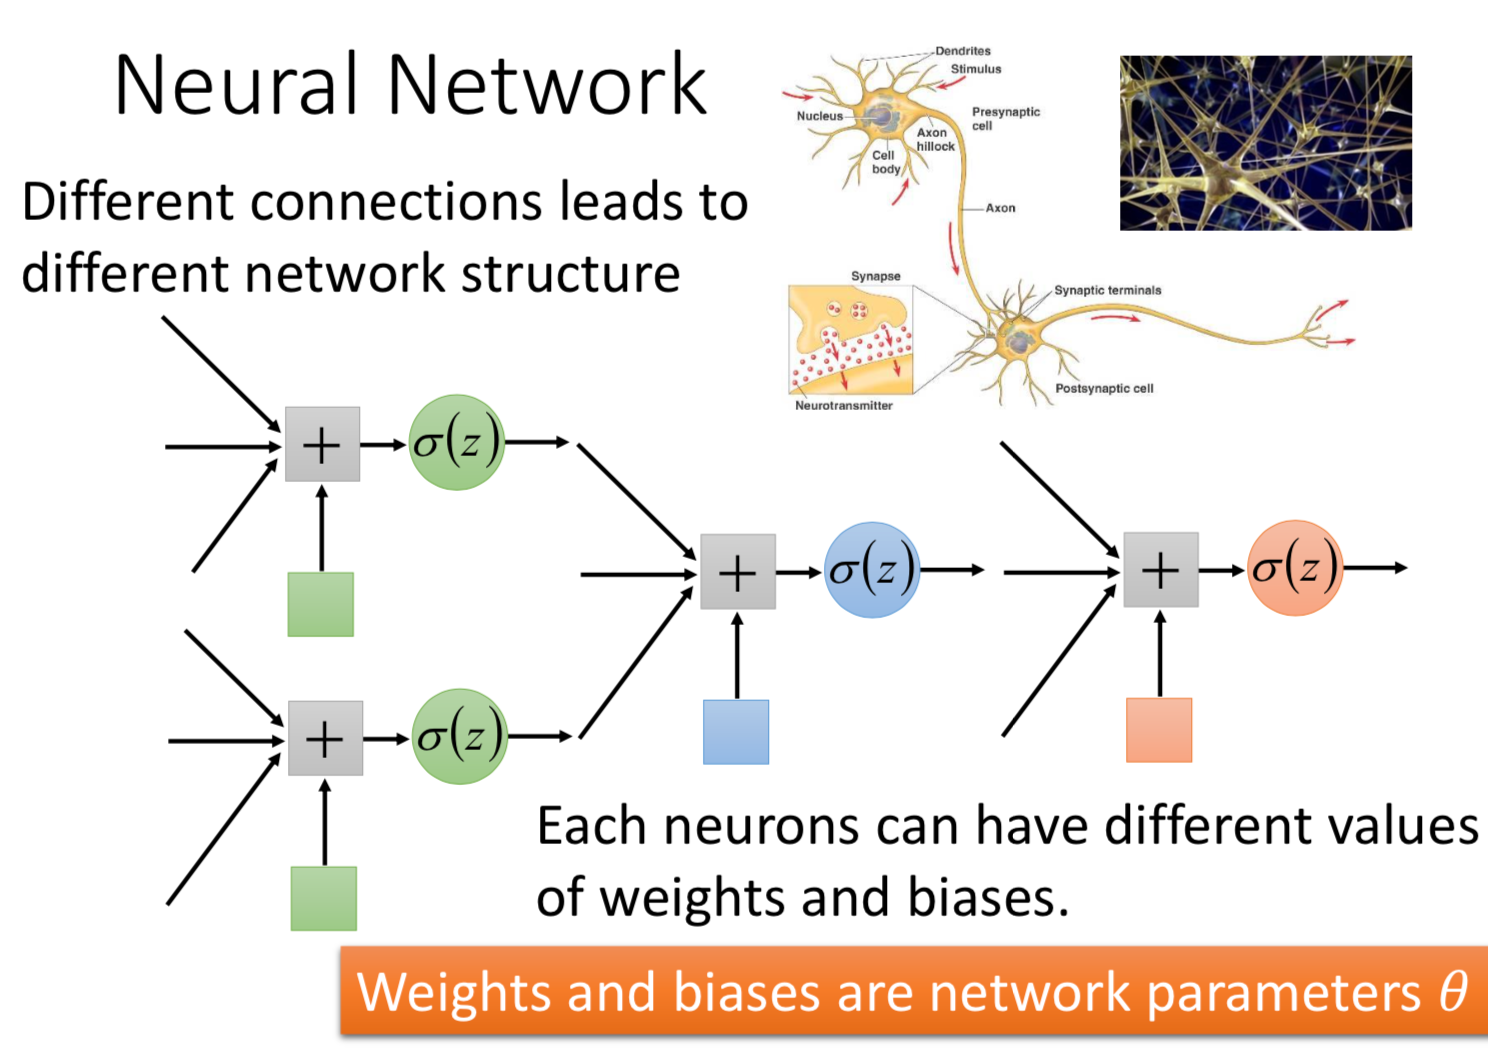 Neural Network
Different connections leads to
different network structure
Dendrites
Stimulus
Nucleus
Presynaptic
cell
Axon
hillock
Cell
body
Axon
Synapse
Synaptic terminals
Postsynaptic cell
Neurotransmitter
+
σ(z)
+
σ(z)
+
σ(z)
+
σ(z)
Each neurons can have different values
of weights and biases.
Weights and biases are network parameters θ